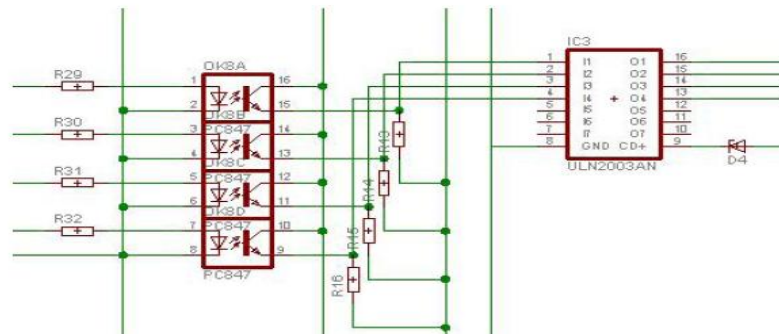 IC3
R29
1
OK8A
16
2
15
OK8B
R30
3
PC847
14
4
13
OK8C
R31
5
PC847
12
6
11
OK8D
R32
7
PC847
10
8
9
PC847
R13
R14
R15
R16
1 I1 O1 16
2 I2 O2 15
3 I3 O3 14
4 I4 O4 13
5 I5 O5 12
6 I6 O6 11
7 I7 O7 10
8 GND CD+ 9
ULN2003AN
D4